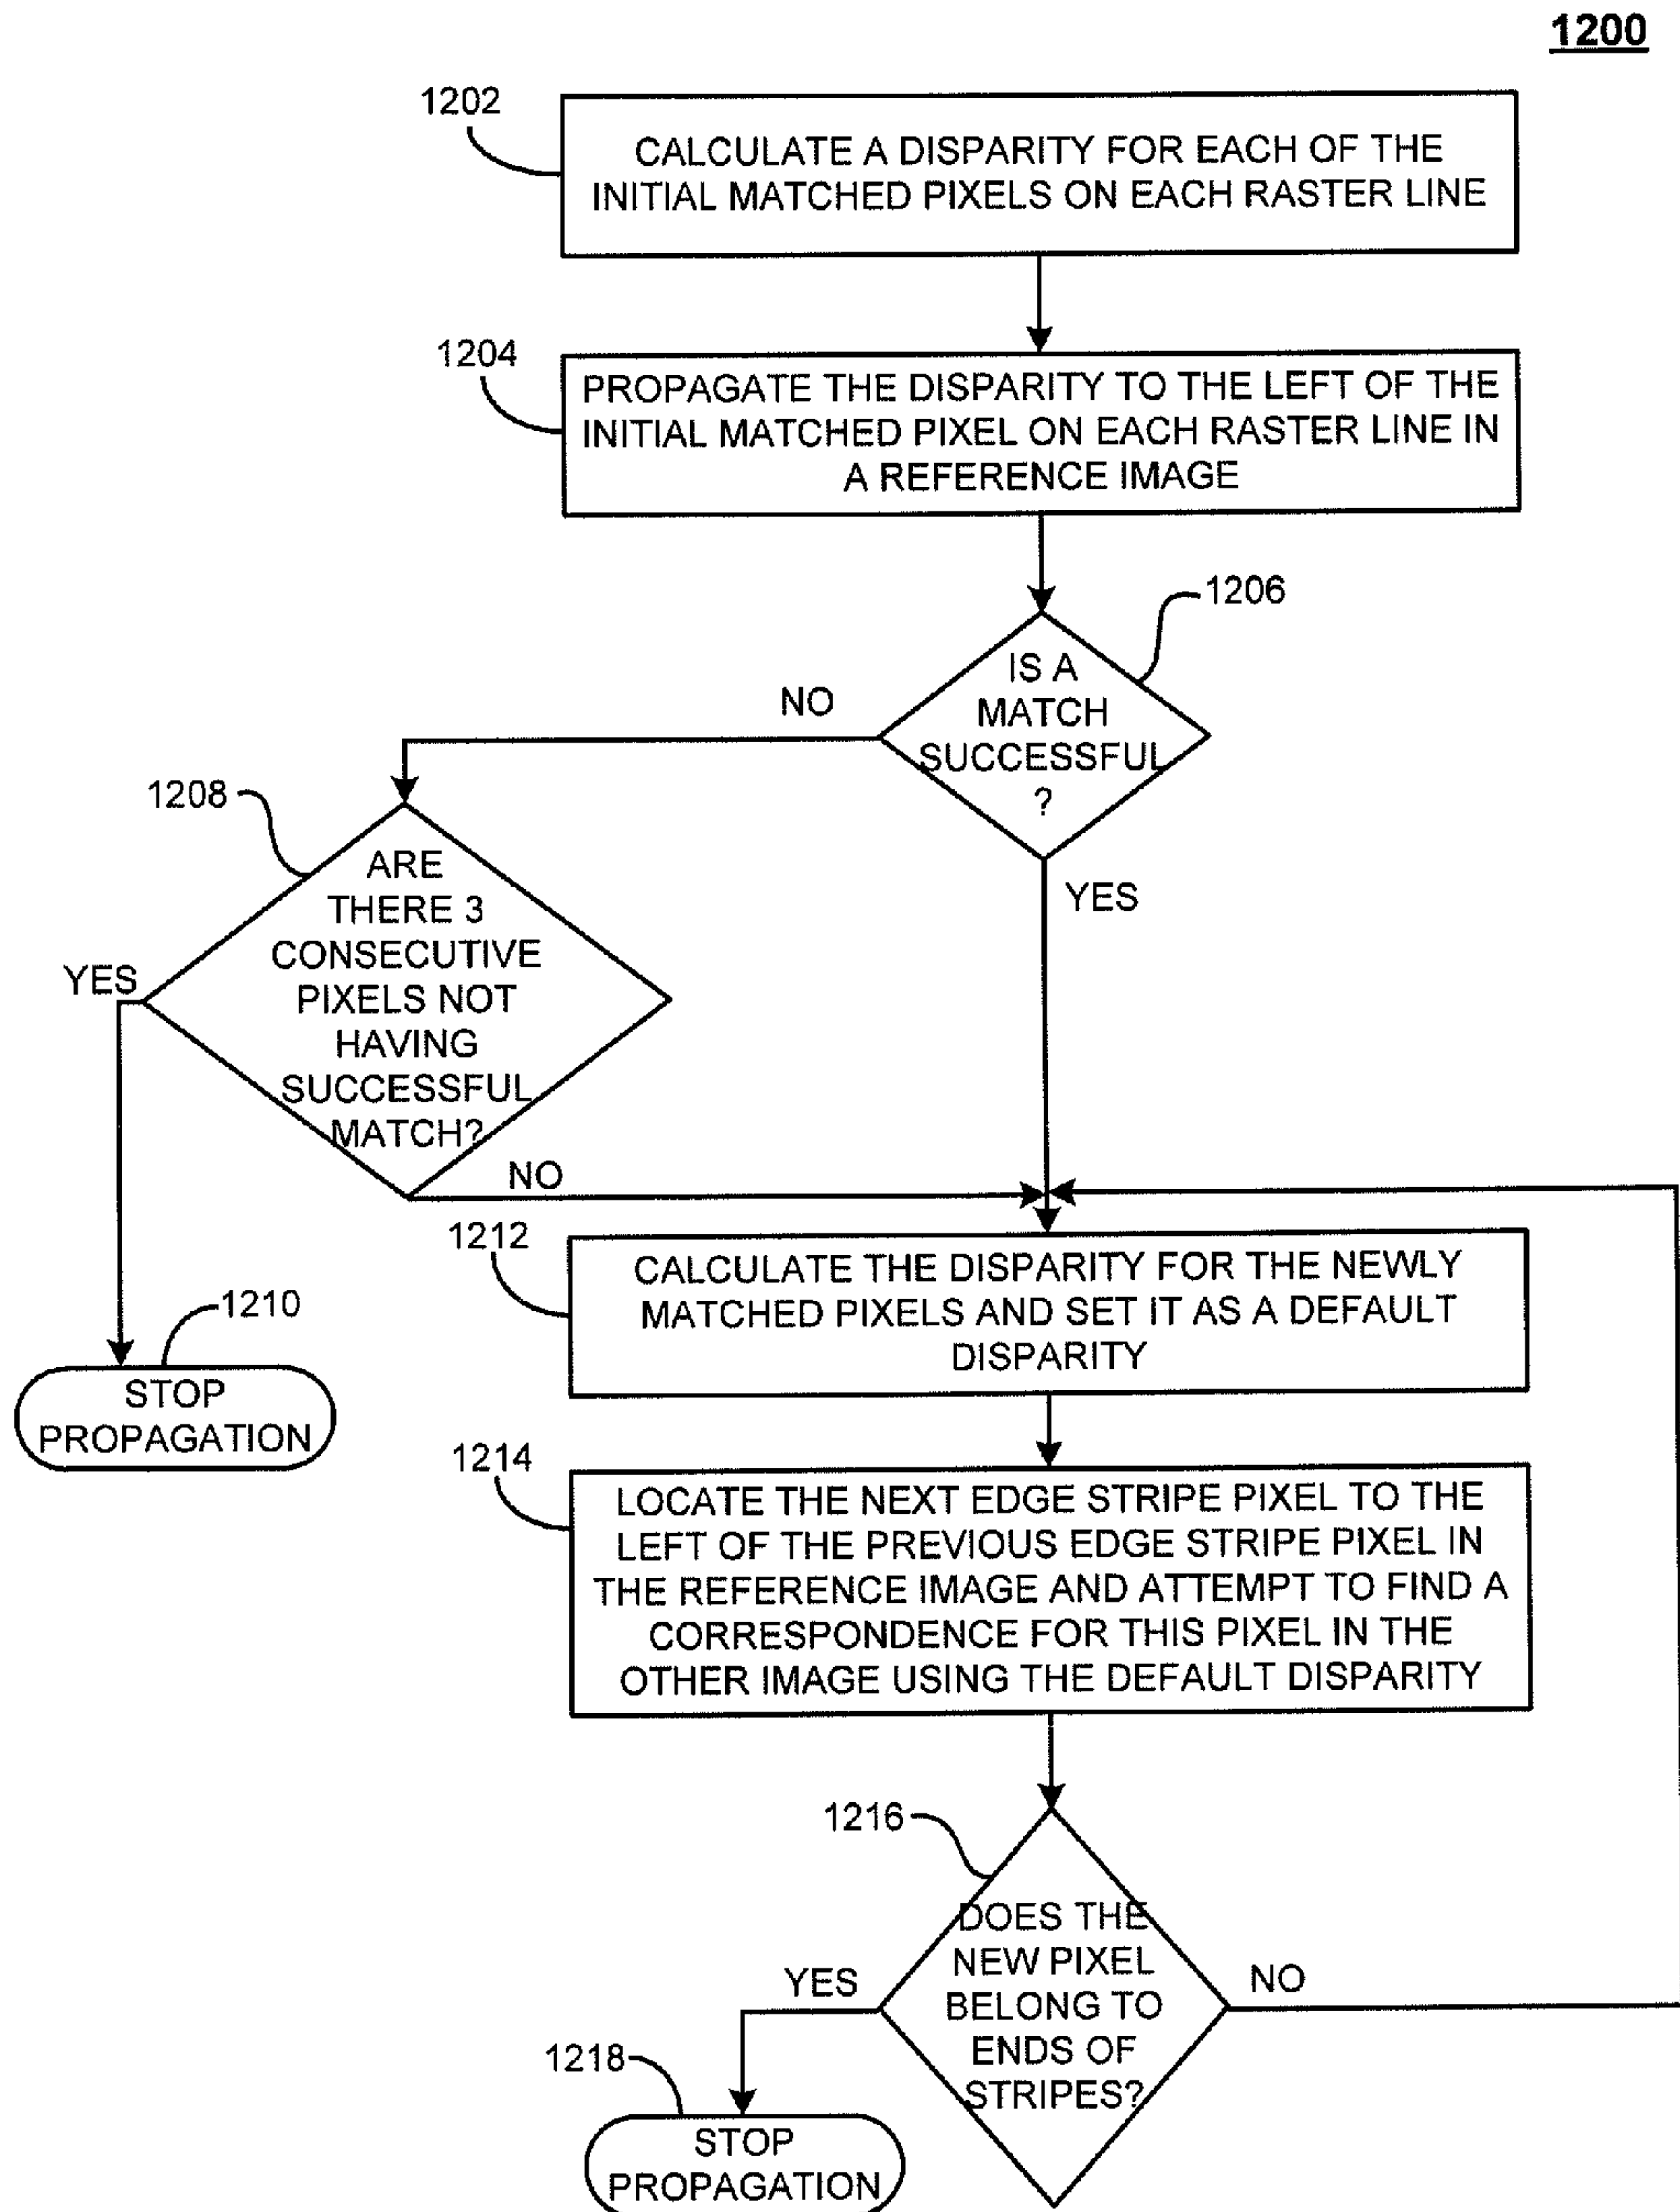 1200
1202
CALCULATE A DISPARITY FOR EACH OF THE
INITIAL MATCHED PIXELS ON EACH RASTER LINE
1204
PROPAGATE THE DISPARITY TO THE LEFT OF THE
INITIAL MATCHED PIXEL ON EACH RASTER LINE IN
A REFERENCE IMAGE
1206
IS A
MATCH
SUCCESSFUL
?
NO
YES
1208
ARE
THERE 3
CONSECUTIVE
PIXELS NOT
HAVING
SUCCESSFUL
MATCH?
YES
NO
1210
STOP
PROPAGATION
1212
CALCULATE THE DISPARITY FOR THE NEWLY
MATCHED PIXELS AND SET IT AS A DEFAULT
DISPARITY
1214
LOCATE THE NEXT EDGE STRIPE PIXEL TO THE
LEFT OF THE PREVIOUS EDGE STRIPE PIXEL IN
THE REFERENCE IMAGE AND ATTEMPT TO FIND A
CORRESPONDENCE FOR THIS PIXEL IN THE
OTHER IMAGE USING THE DEFAULT DISPARITY
1216
DOES THE
NEW PIXEL
BELONG TO
ENDS OF
STRIPES?
YES
NO
1218
STOP
PROPAGATION